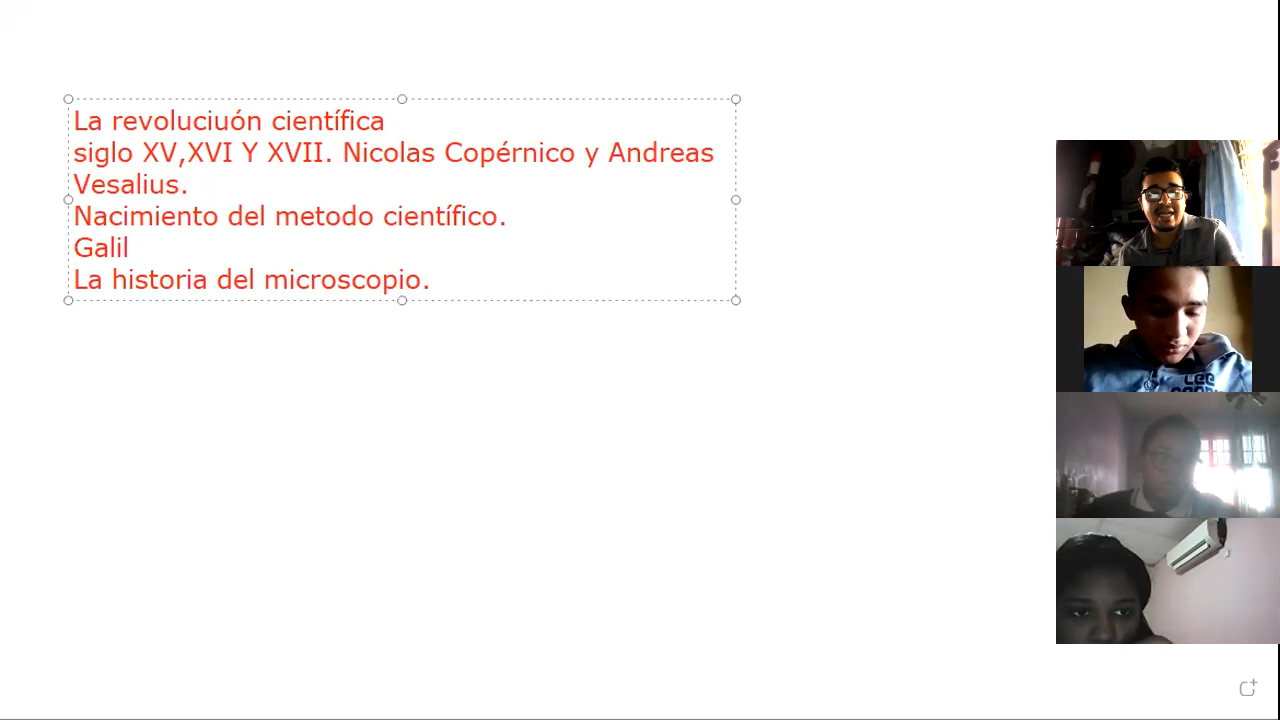 La revoluciuón científica
siglo XV,XVI Y XVII. Nicolas Copérnico y Andreas
Vesalius.
Nacimiento del metodo científico.
Galil
La historia del microscopio.
LEE